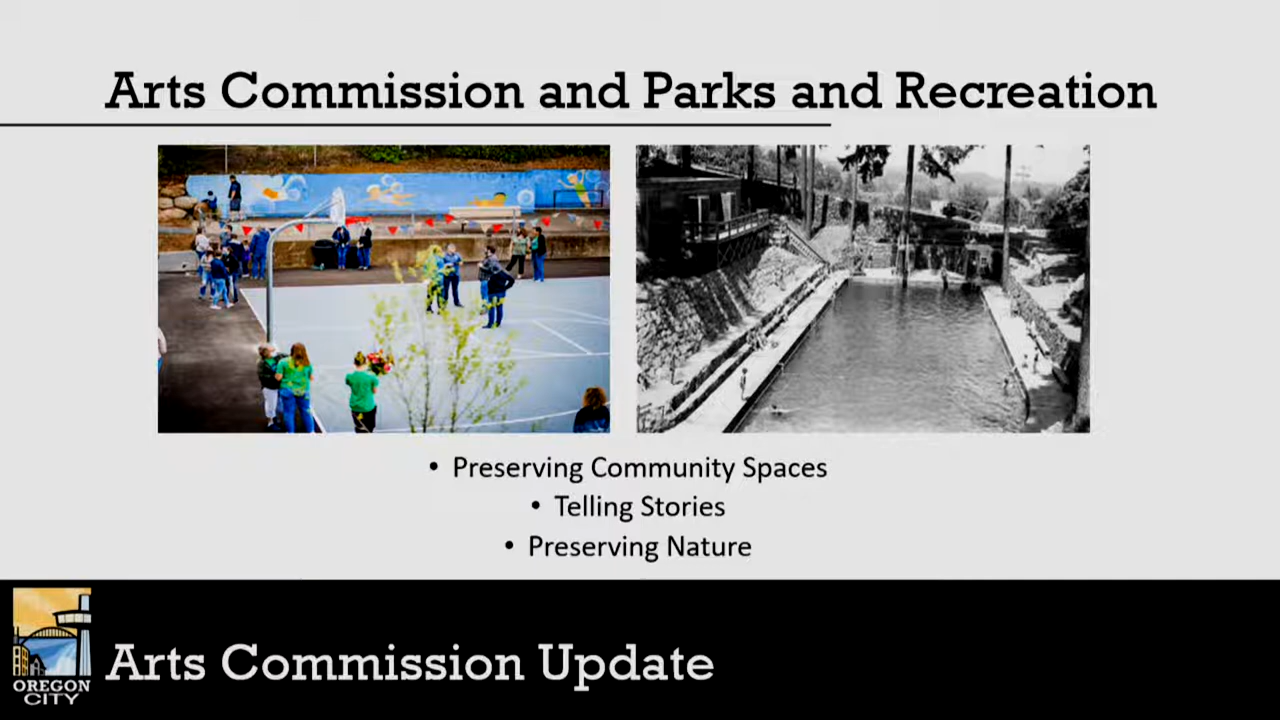 Arts Commission and Parks and Recreation
• Preserving Community Spaces
• Telling Stories
• Preserving Nature
OREGON
CITY
Arts Commission Update